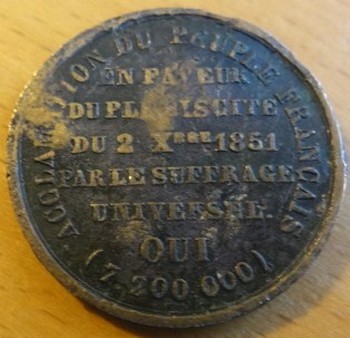 ACCLAMATION DU PEUPLE FRANÇAIS
EN FAVEUR
DU PLEBISCITE
DU 2 XBRE 1851
PAR LE SUFFRAGE
UNIVERSEL.
OUI
(7,200 000)